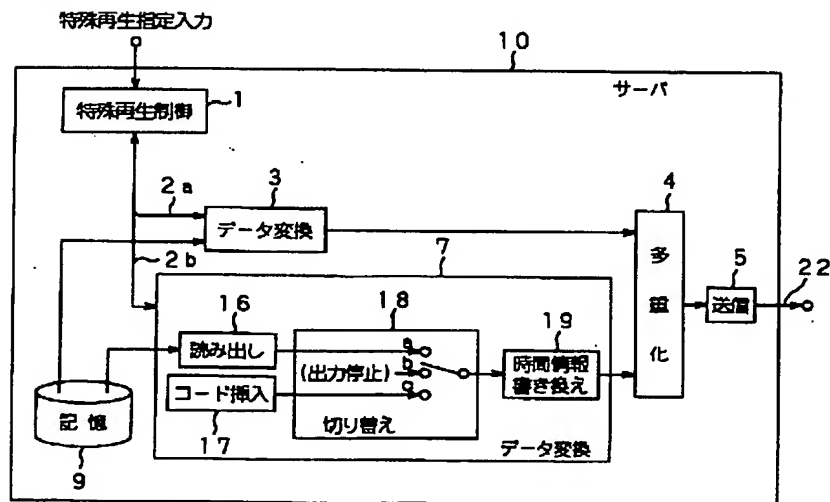 特殊再生指定入力
10
サーバ
特殊再生制御
1
2a
3
データ変換
2b
4
多重化
5
送信
22
7
16
読み出し
18
a
(出力停止)
b
c
切り替え
コード挿入
17
19
時間情報
書き換え
データ変換
記憶
9